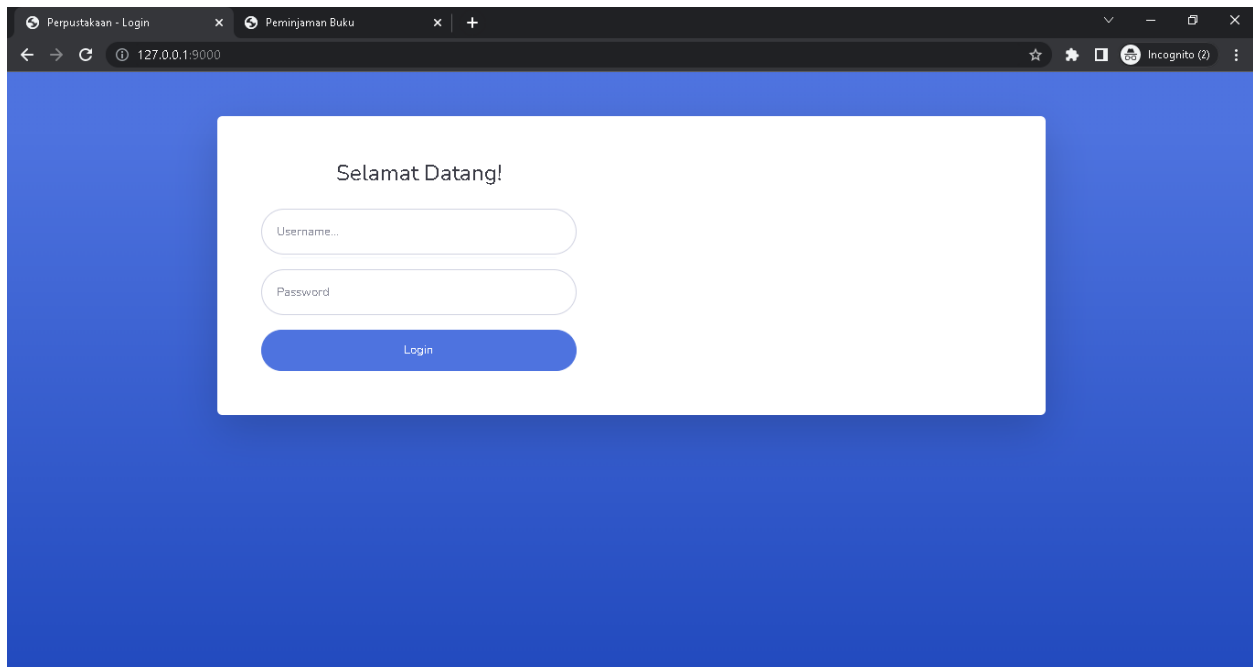 Perpustakaan - Login
Peminjaman Buku
127.0.0.1:9000
Incognito (2)
Selamat Datang!
Username...
Password
Login